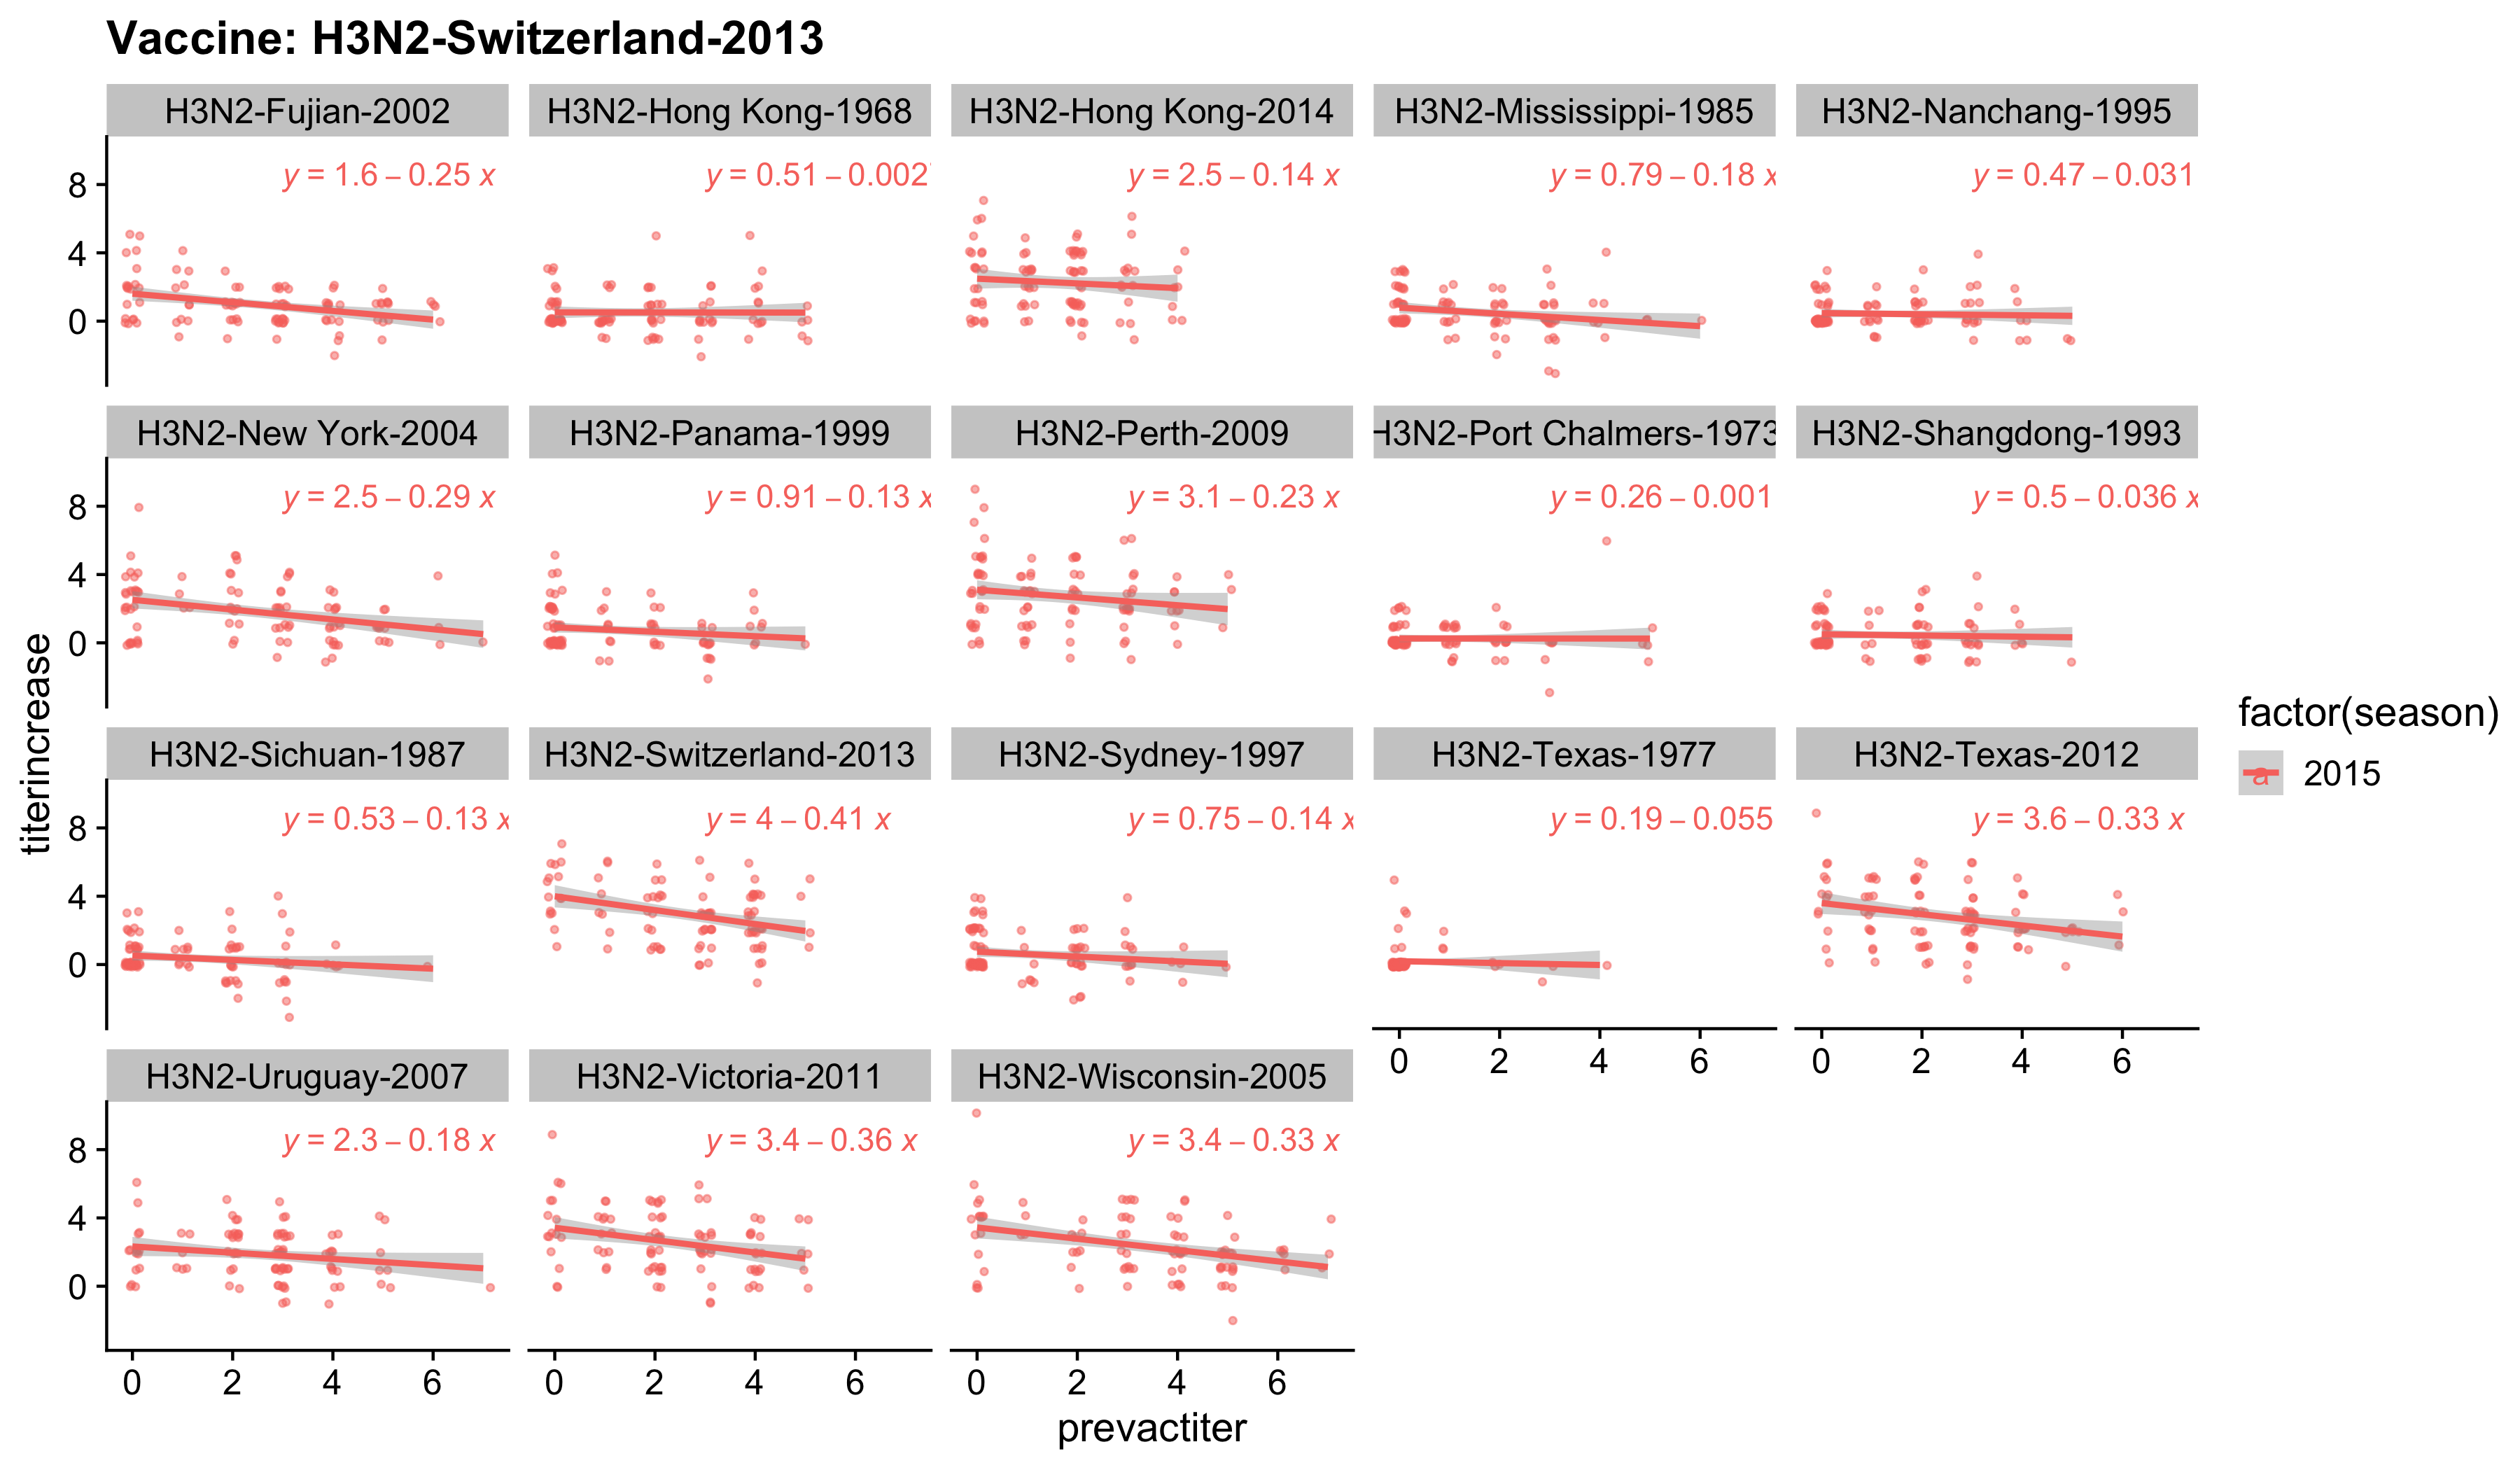 Vaccine: H3N2-Switzerland-2013
H3N2-Fujian-2002 H3N2-Hong Kong-1968 H3N2-Hong Kong-2014 H3N2-Mississippi-1985 H3N2-Nanchang-1995
y = 1.6 – 0.25 x y = 0.51 – 0.002 y = 2.5 – 0.14 x y = 0.79 – 0.18 x y = 0.47 – 0.031
8
4
0
H3N2-New York-2004 H3N2-Panama-1999 H3N2-Perth-2009 H3N2-Port Chalmers-1973 H3N2-Shangdong-1993
y = 2.5 – 0.29 x y = 0.91 – 0.13 x y = 3.1 – 0.23 x y = 0.26 – 0.001 y = 0.5 – 0.036 x
8
4
0
titerincrease
H3N2-Sichuan-1987 H3N2-Switzerland-2013 H3N2-Sydney-1997 H3N2-Texas-1977 H3N2-Texas-2012
y = 0.53 – 0.13 x y = 4 – 0.41 x y = 0.75 – 0.14 x y = 0.19 – 0.055 y = 3.6 – 0.33 x
8
4
0
0 2 4 6 0 2 4 6
factor(season)
a 2015
H3N2-Uruguay-2007 H3N2-Victoria-2011 H3N2-Wisconsin-2005
y = 2.3 – 0.18 x y = 3.4 – 0.36 x y = 3.4 – 0.33 x
8
4
0
0 2 4 6 0 2 4 6 0 2 4 6
prevactiter